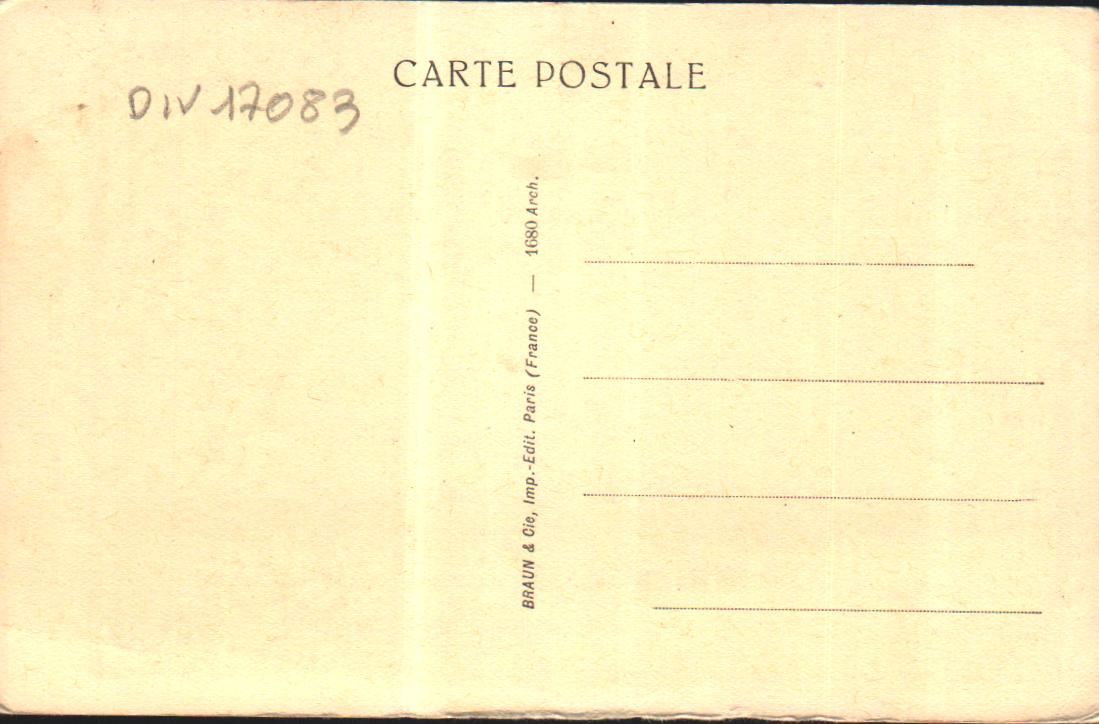 CARTE POSTALE
DIV 17083
BRAUN & Cie, Imp.-Edit. Paris (France) — 1680 Arch.